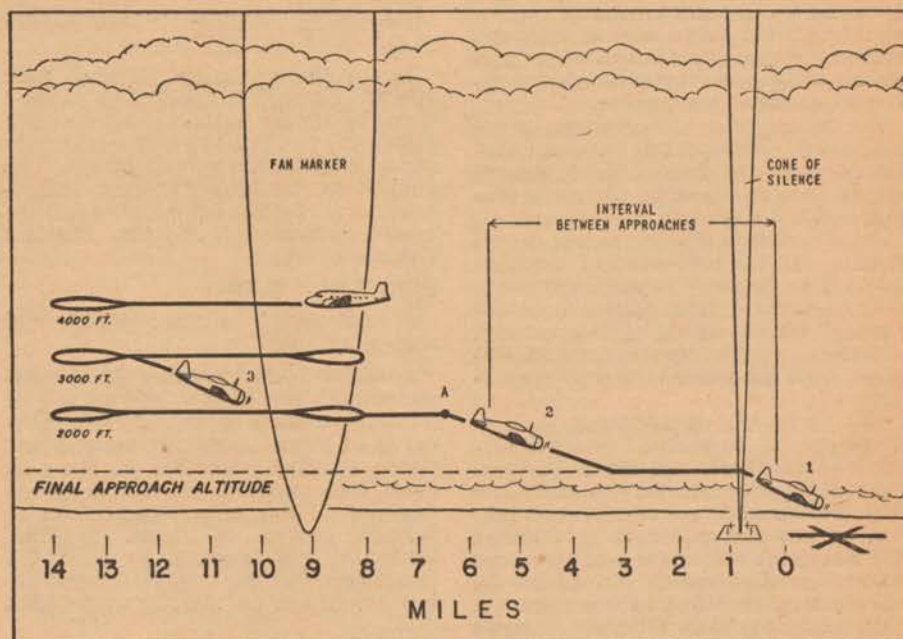 FAN MARKER
CONE OF
SILENCE
INTERVAL
BETWEEN APPROACHES
4000 FT.
3000 FT.
3
2000 FT.
A
2
1
FINAL APPROACH ALTITUDE
14 13 12 11 10 9 8 7 6 5 4 3 2 1 0
MILES